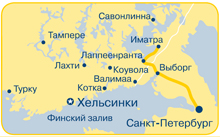 Савонлинна
Иматра
Тампере
Лаппеенранта
Лахти
Коувола
Выборг
Валимаа
Турку
Котка
Хельсинки
Финский залив
Санкт-Петербург